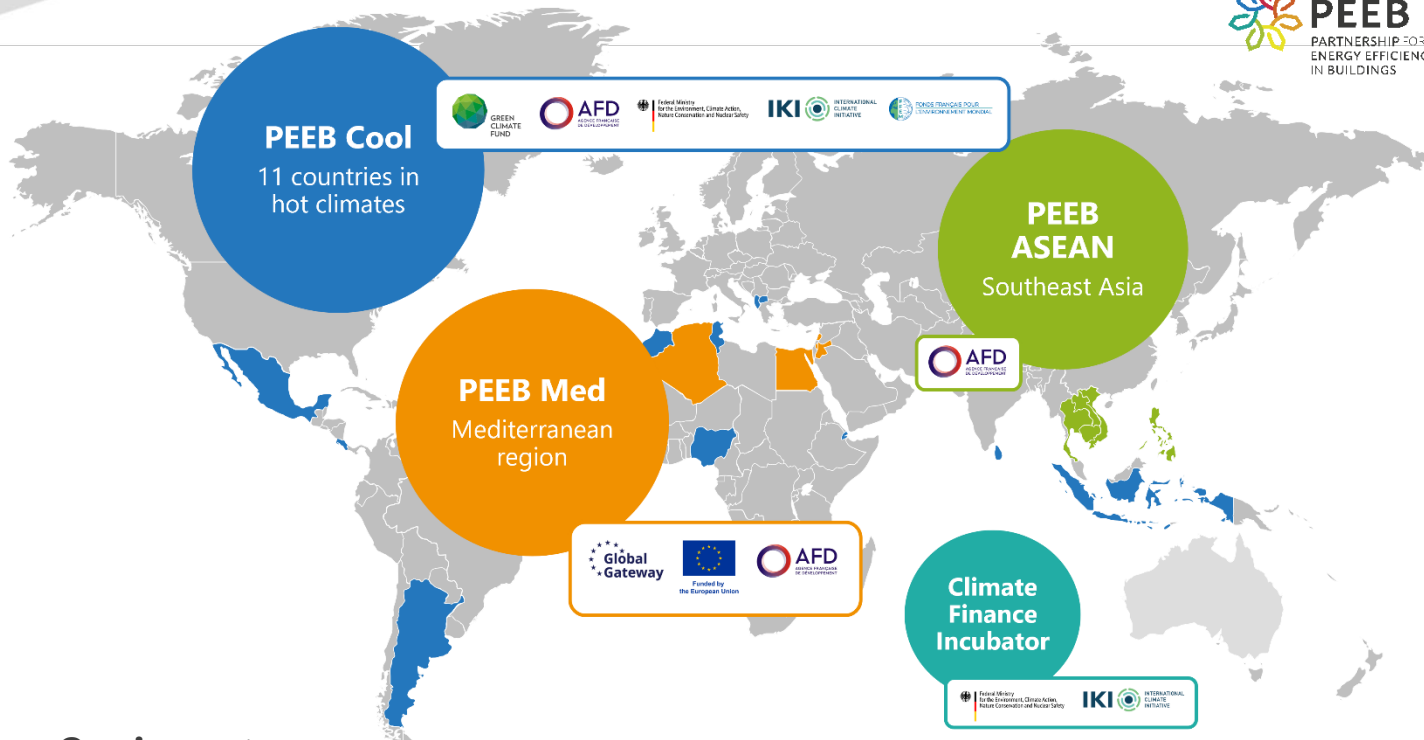 PEEB
PARTNERSHIP FOR
ENERGY EFFICIENC
IN BUILDINGS
PEEB Cool
11 countries in
hot climates
GREEN
CLIMATE
FUND
AFD
AGENCE FRANÇAISE
DE DÉVELOPPEMENT
Federal Ministry
for the Environment, Climate Action,
Nature Conservation and Nuclear Safety
IKI
INTERNATIONAL
CLIMATE
INITIATIVE
FONDS FRANÇAIS POUR
L'ENVIRONNEMENT MONDIAL
PEEB
ASEAN
Southeast Asia
AFD
AGENCE FRANÇAISE
DE DÉVELOPPEMENT
PEEB Med
Mediterranean
region
Global
Gateway
Funded by
the European Union
AFD
AGENCE FRANÇAISE
DE DÉVELOPPEMENT
Climate
Finance
Incubator
Federal Ministry
for the Environment, Climate Action,
Nature Conservation and Nuclear Safety
IKI
INTERNATIONAL
CLIMATE
INITIATIVE